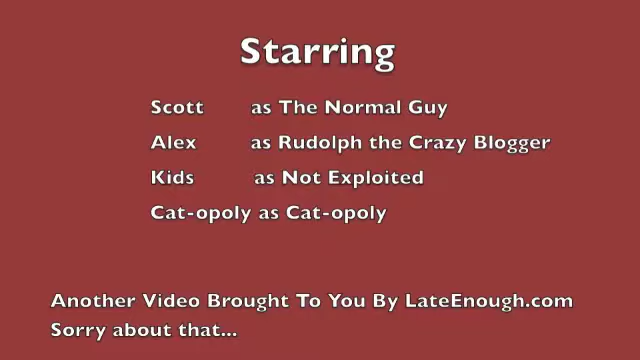 Starring
Scott as The Normal Guy
Alex as Rudolph the Crazy Blogger
Kids as Not Exploited
Cat-opoly as Cat-opoly
Another Video Brought To You By LateEnough.com
Sorry about that...